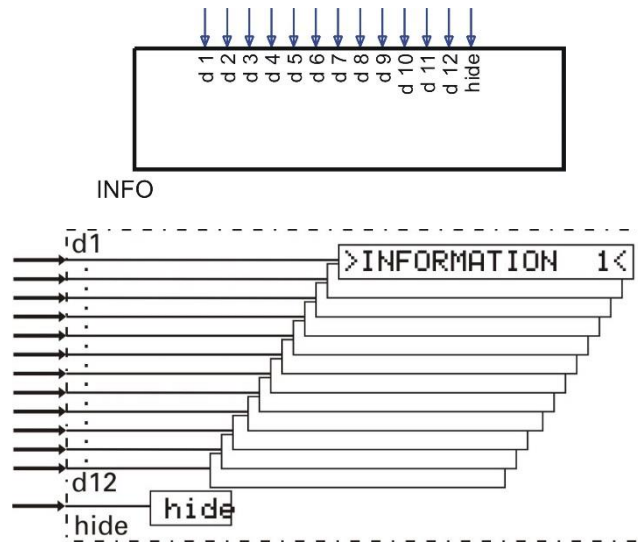 d 1
d 2
d 3
d 4
d 5
d 6
d 7
d 8
d 9
d 10
d 11
d 12
hide
INFO
d1
>INFORMATION 1<
d12
hide
hide